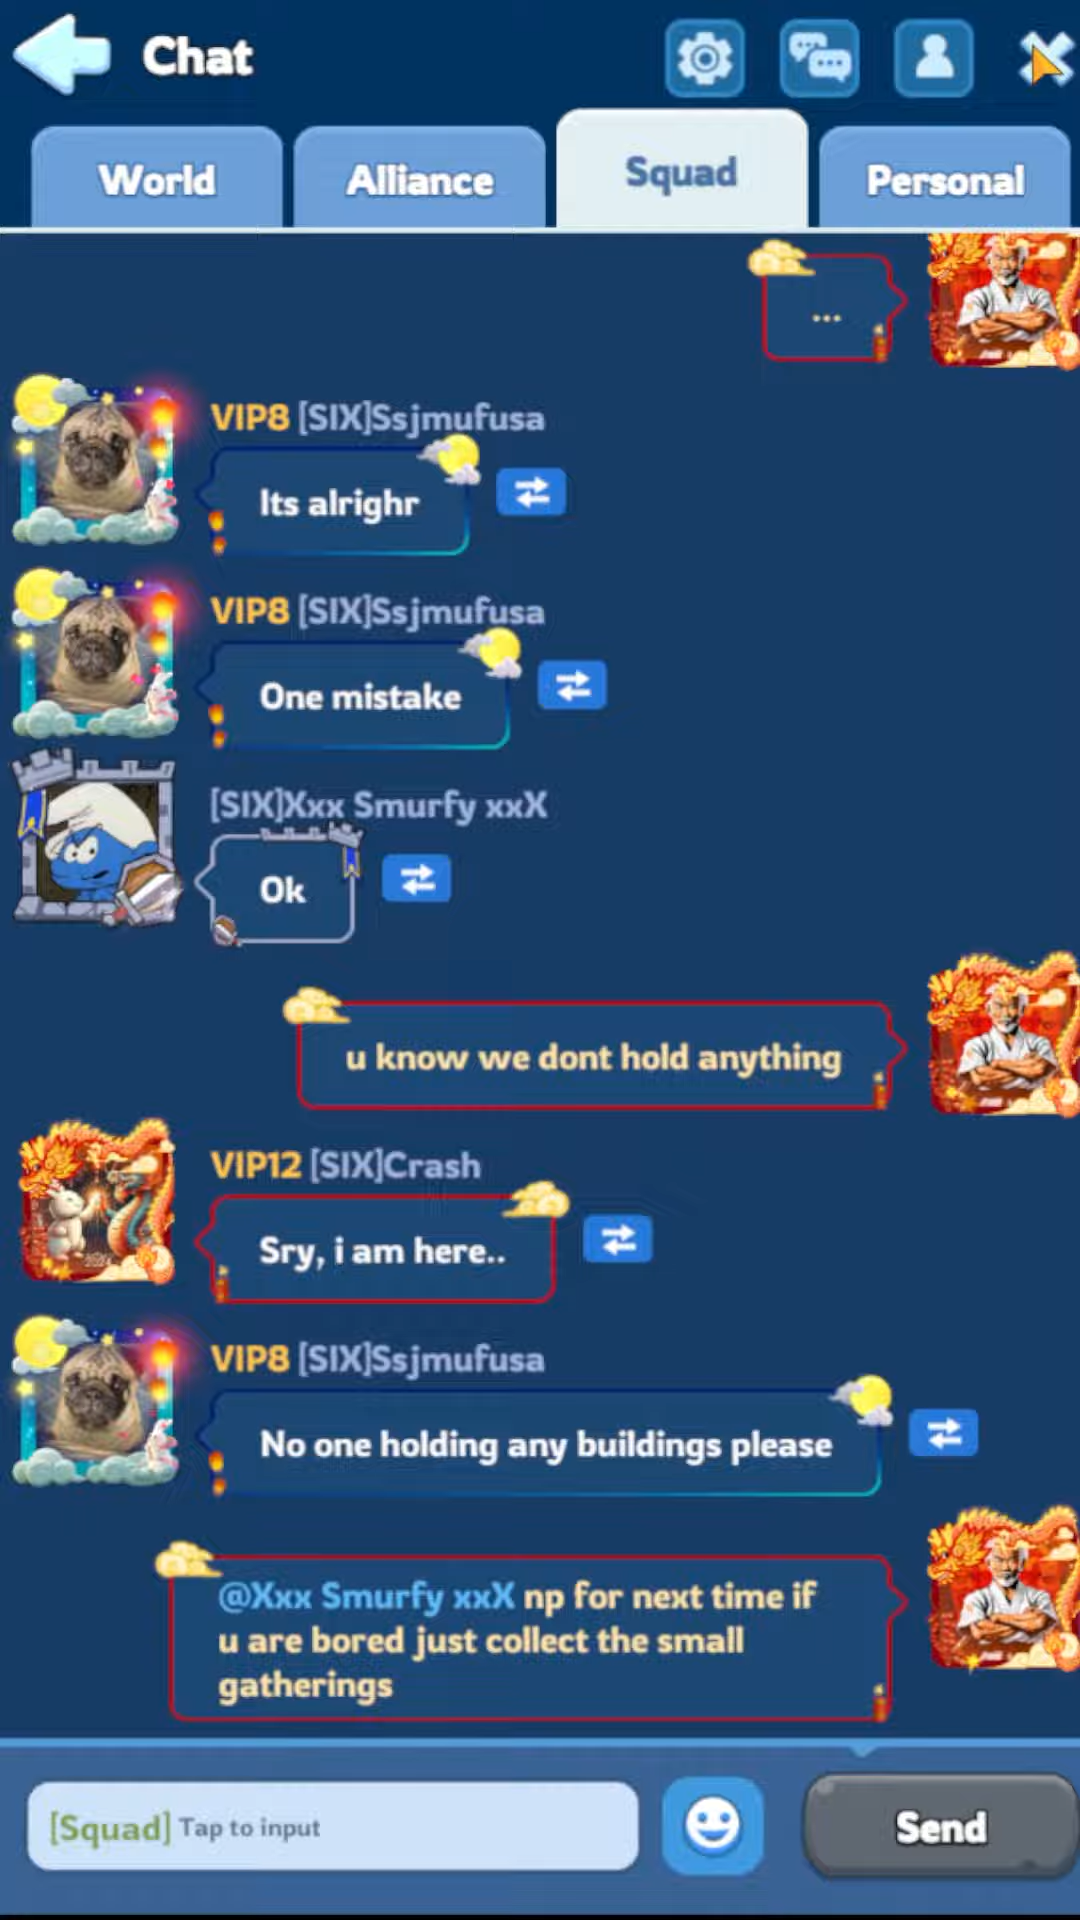 Chat
World
Alliance
Squad
Personal
...
VIP8 [SIX]Ssjmufusa
Its alrighr
VIP8 [SIX]Ssjmufusa
One mistake
[SIX]Xxx Smurfy xxX
Ok
u know we dont hold anything
VIP12 [SIX]Crash
Sry, i am here..
VIP8 [SIX]Ssjmufusa
No one holding any buildings please
@Xxx Smurfy xxX np for next time if
u are bored just collect the small
gatherings
[Squad] Tap to input
Send